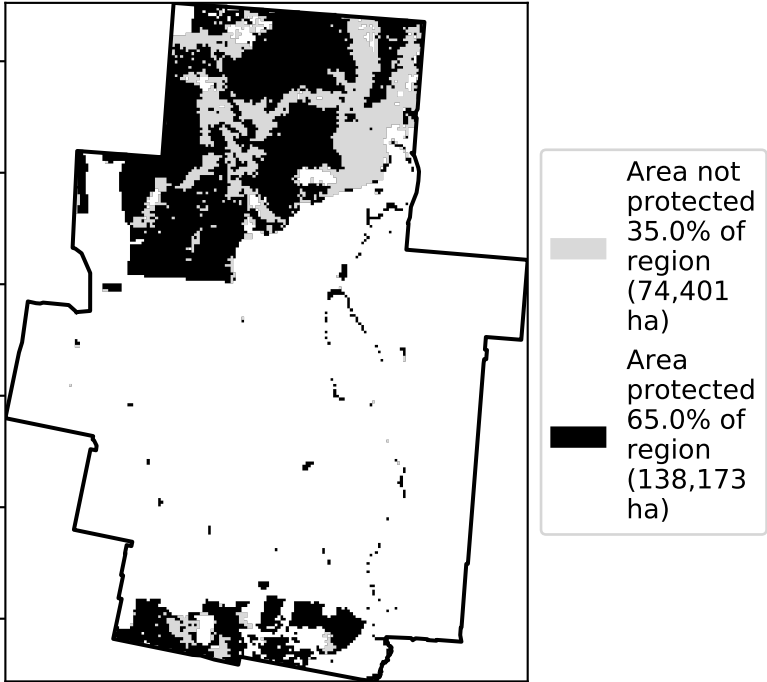 Area not
protected
35.0% of
region
(74,401
ha)
Area
protected
65.0% of
region
(138,173
ha)